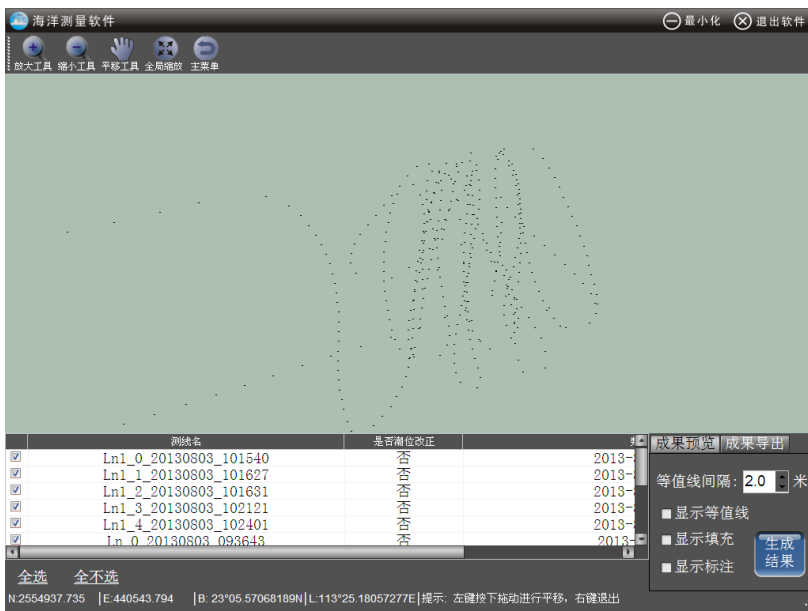 海洋测量软件 最小化 退出软件
放大工具 缩小工具 平移工具 全局缩放 主菜单
测线名 是否潮位改正
Ln1_0_20130803_101540 否 2013-
Ln1_1_20130803_101627 否 2013-
Ln1_2_20130803_101631 否 2013-
Ln1_3_20130803_102121 否 2013-
Ln1_4_20130803_102401 否 2013-
Ln_0_20130803_093643 否 2013-
成果预览 成果导出
等值线间隔: 2.0 米
显示等值线
显示填充
显示标注
生成
结果
全选 全不选
N:2554937.735 |E:440543.794 |B: 23°05.57068189N|L:113°25.18057277E|提示: 左键按下拖动进行平移，右键退出